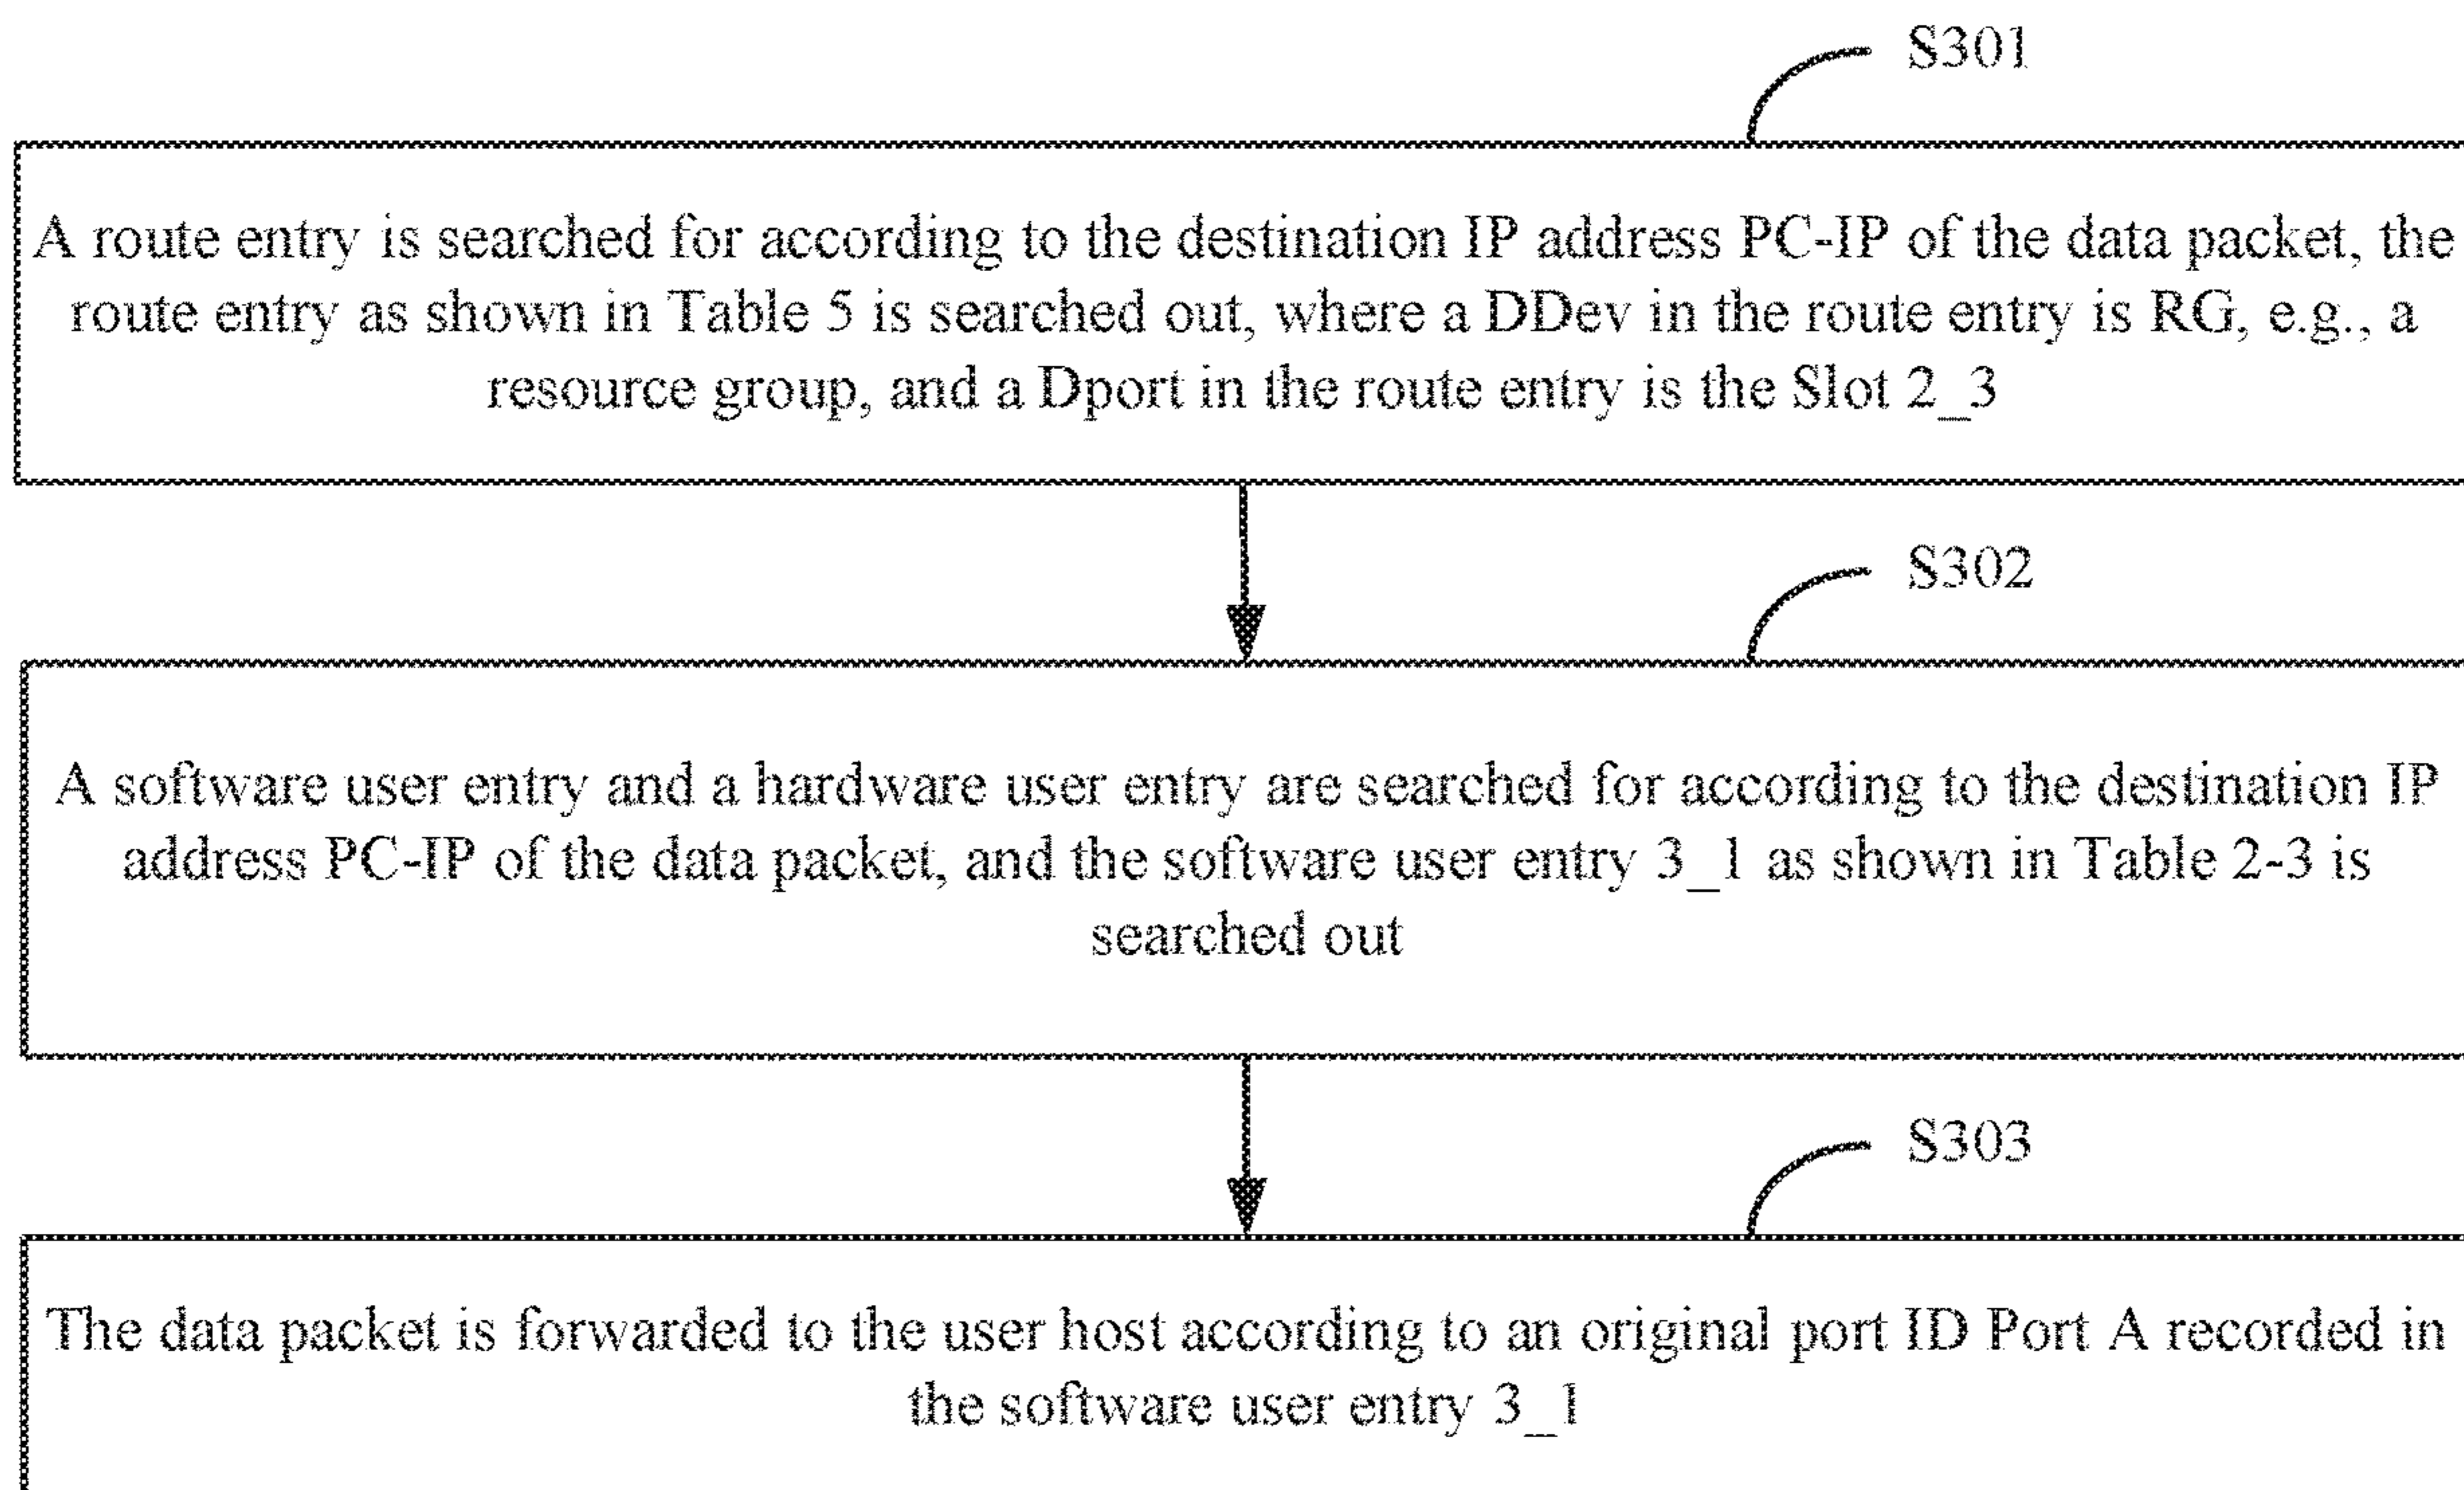 S301
A route entry is searched for according to the destination IP address PC-IP of the data packet, the
route entry as shown in Table 5 is searched out, where a DDev in the route entry is RG, e.g., a
resource group, and a Dport in the route entry is the Slot 2_3
S302
A software user entry and a hardware user entry are searched for according to the destination IP
address PC-IP of the data packet, and the software user entry 3_1 as shown in Table 2-3 is
searched out
S303
The data packet is forwarded to the user host according to an original port ID Port A recorded in
the software user entry 3_1